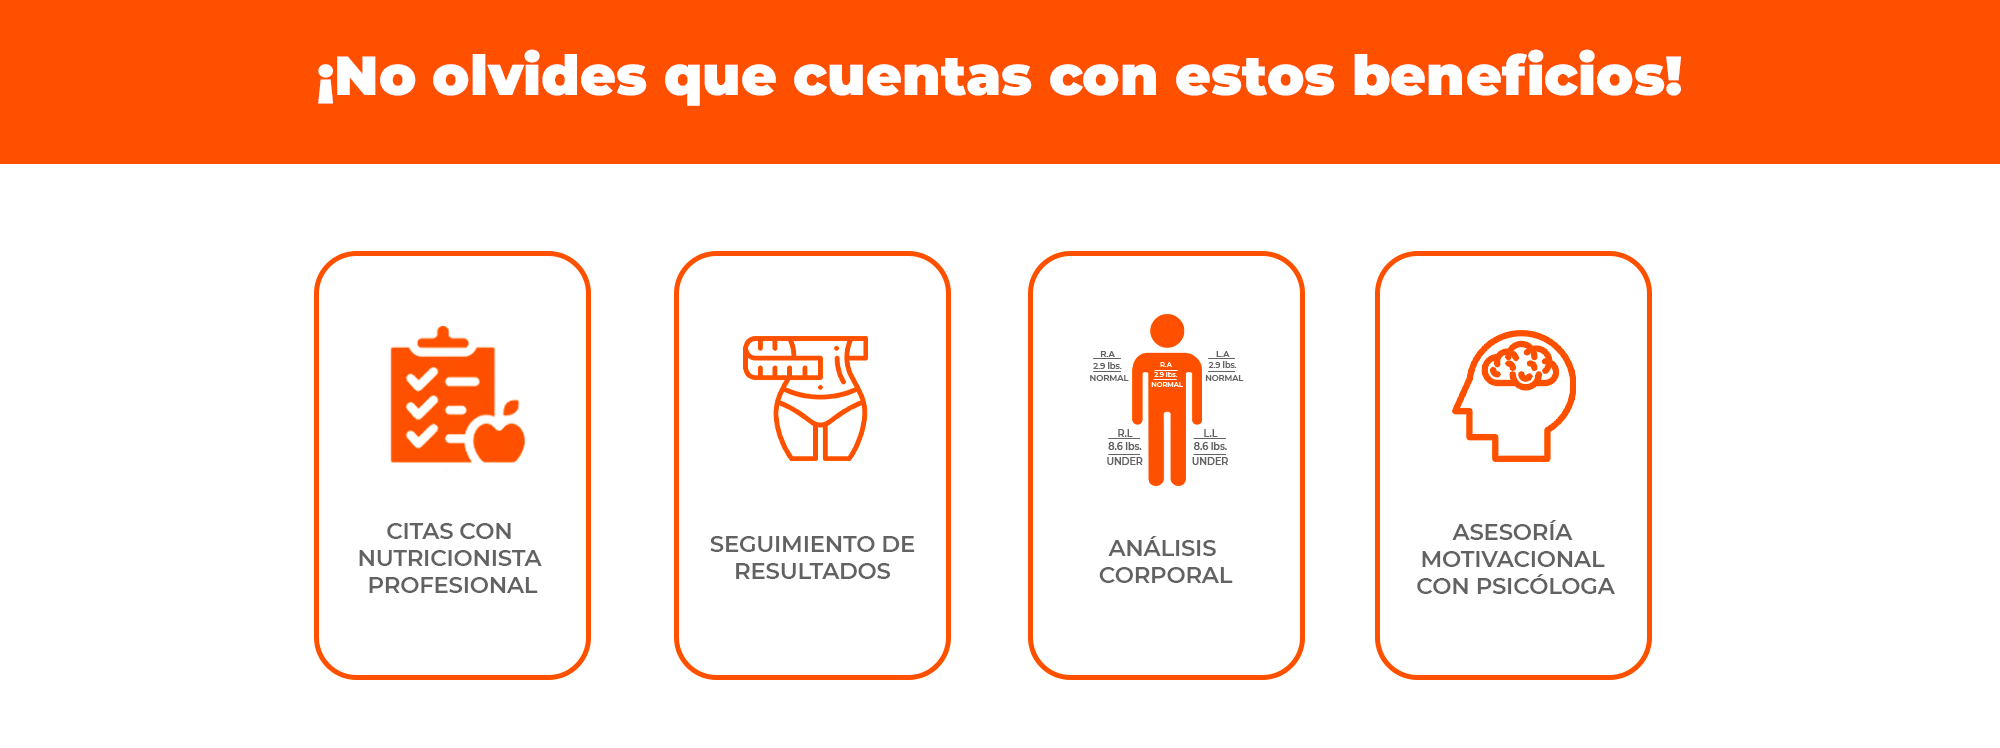 ¡No olvides que cuentas con estos beneficios!
CITAS CON
NUTRICIONISTA
PROFESIONAL
SEGUIMIENTO DE
RESULTADOS
R.A
2.9 lbs.
NORMAL
R.A
2.9 lbs.
NORMAL
L.A
2.9 lbs.
NORMAL
R.L
8.6 lbs.
UNDER
L.L
8.6 lbs.
UNDER
ANÁLISIS
CORPORAL
ASESORÍA
MOTIVACIONAL
CON PSICÓLOGA